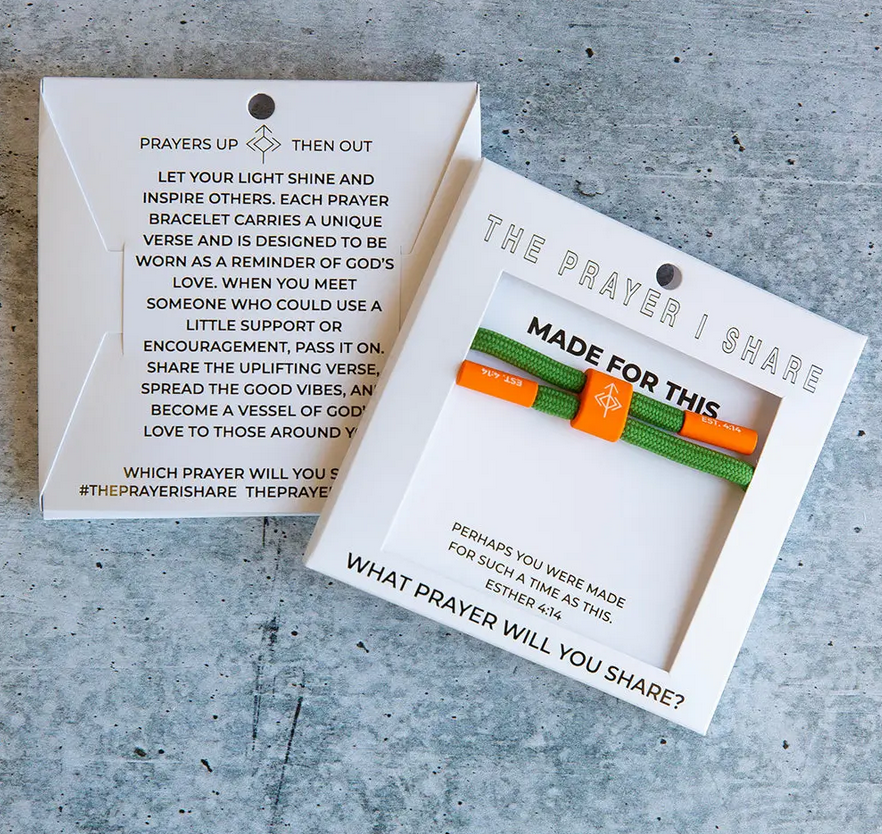 PRAYERS UP THEN OUT
LET YOUR LIGHT SHINE AND
INSPIRE OTHERS. EACH PRAYER
BRACELET CARRIES A UNIQUE
VERSE AND IS DESIGNED TO BE
WORN AS A REMINDER OF GOD'S
LOVE. WHEN YOU MEET
SOMEONE WHO COULD USE A
LITTLE SUPPORT OR
ENCOURAGEMENT, PASS IT ON.
SHARE THE UPLIFTING VERSE,
SPREAD THE GOOD VIBES,
BECOME A VESSEL OF
LOVE TO THOSE AROUND
WHICH PRAYER WILL YOU
#THEPRAYERISHARE
THE PRAYER I SHARE
MADE FOR THIS
EST. 4:14
EST. 4:14
PERHAPS YOU WERE MADE
FOR SUCH A TIME AS THIS.
ESTHER 4:14
WHAT PRAYER WILL YOU SHARE?